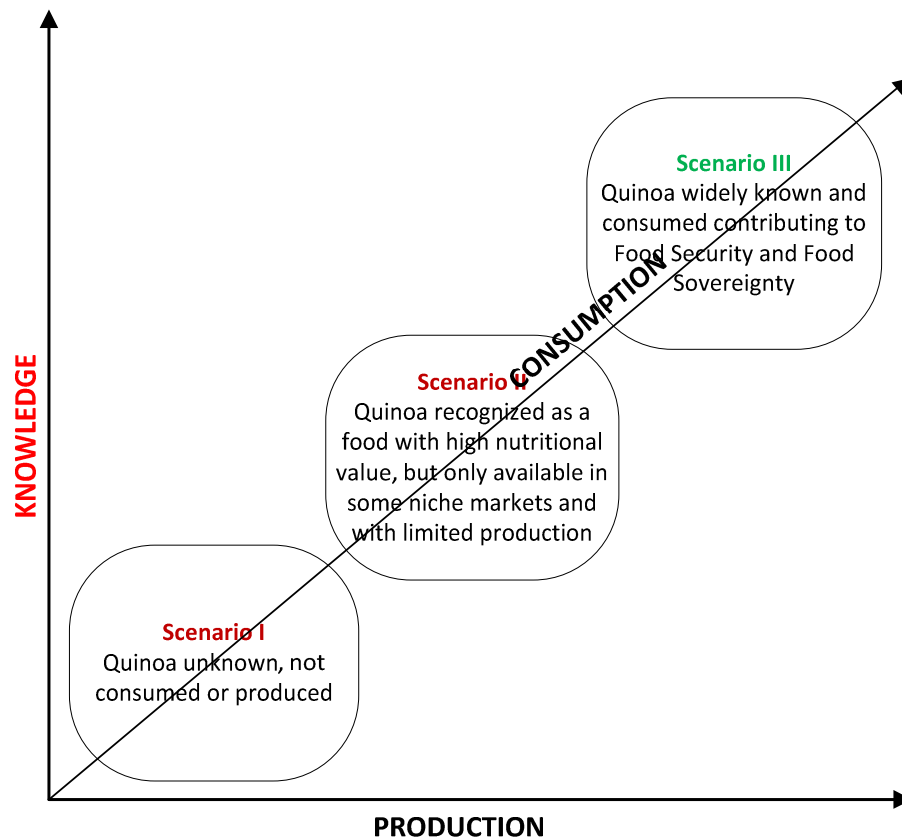 Scenario III
Quinoa widely known and
consumed contributing to
Food Security and Food
Sovereignty
CONSUMPTION
Scenario II
Quinoa recognized as a
food with high nutritional
value, but only available in
some niche markets and
with limited production
KNOWLEDGE
Scenario I
Quinoa unknown, not
consumed or produced
PRODUCTION